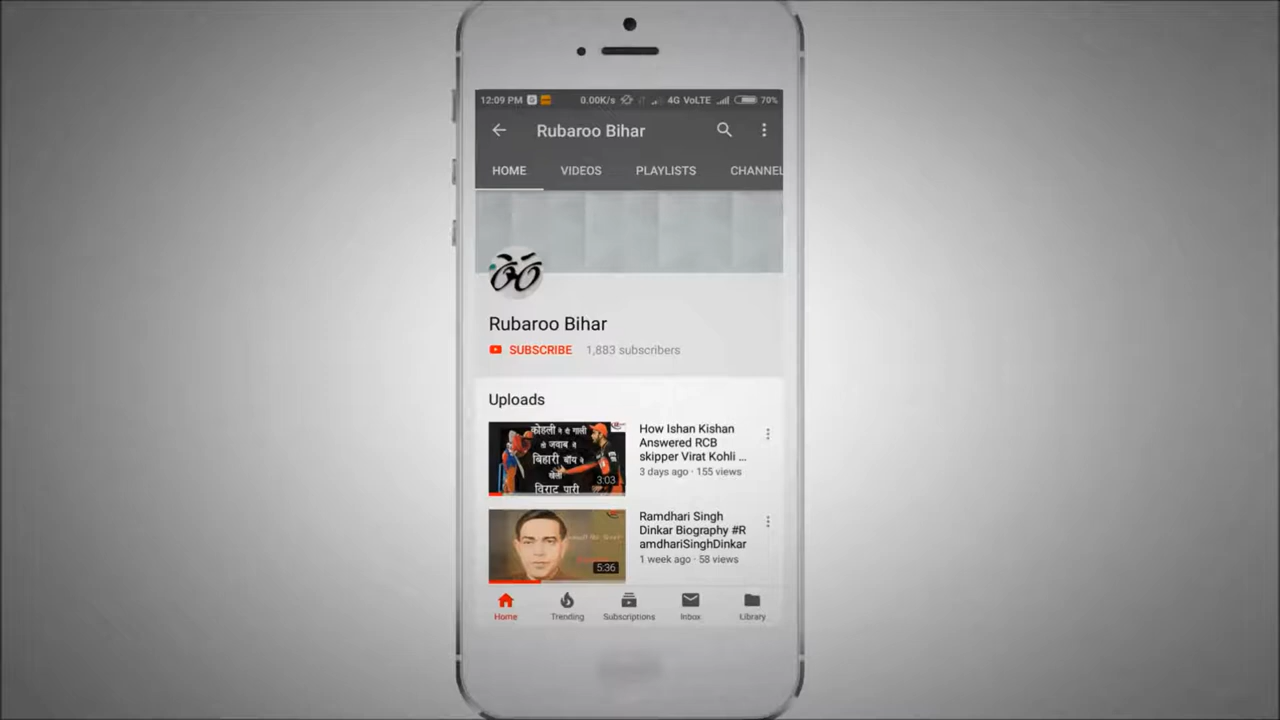 12:09 PM 0.00K/s 4G VoLTE 70%
Rubaroo Bihar
HOME VIDEOS PLAYLISTS CHANNEL
Rubaroo Bihar
SUBSCRIBE 1,883 subscribers
Uploads
कोहली ने दी गाली
तो जवाब में
बिहारी बॉय ने
खेली
विराट पारी
3:03
How Ishan Kishan
Answered RCB
skipper Virat Kohli ...
3 days ago · 155 views
5:36
Ramdhari Singh
Dinkar Biography #R
amdhariSinghDinkar
1 week ago · 58 views
Home Trending Subscriptions Inbox Library